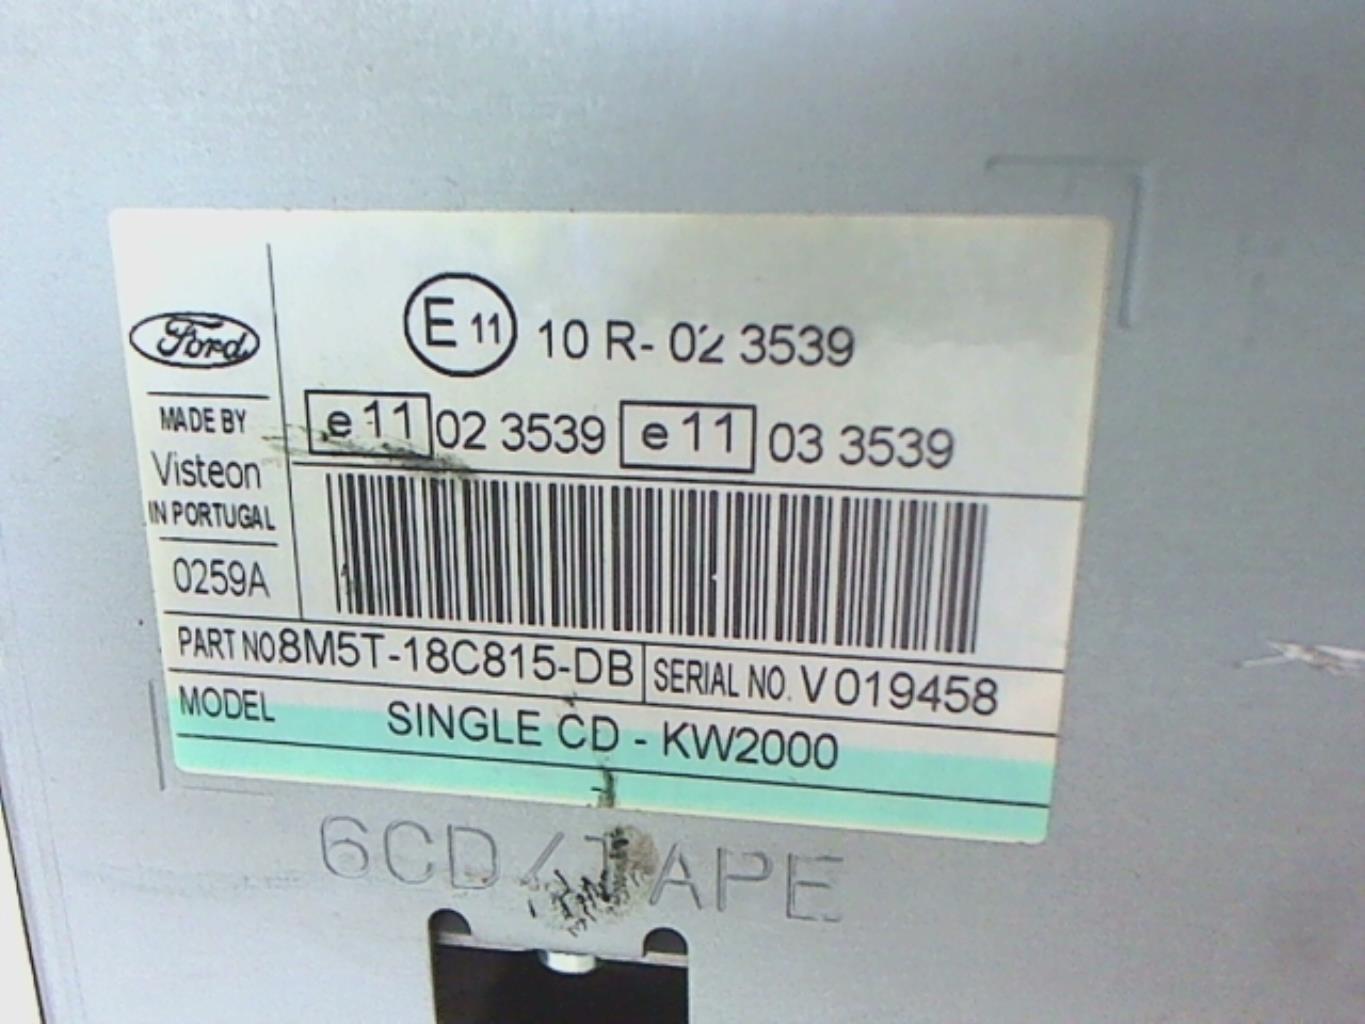 E 11 10 R- 02 3539
Ford
e 11 02 3539 e 11 03 3539
MADE BY
Visteon
IN PORTUGAL
0259A
PART NO. 8M5T-18C815-DB SERIAL NO. V019458
MODEL SINGLE CD - KW2000
6CD/TAPE